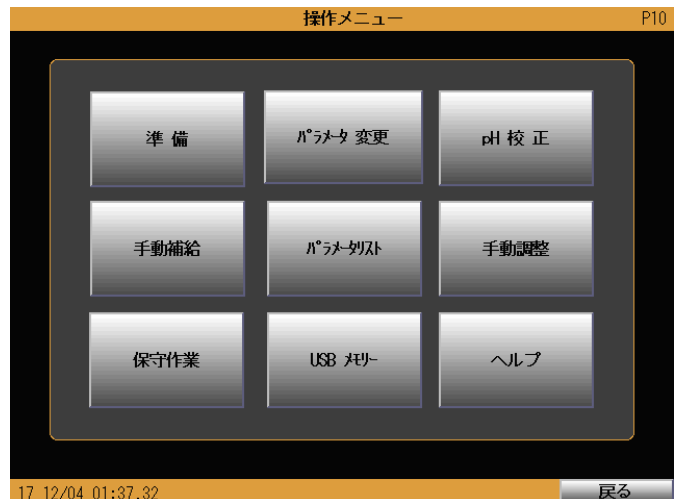 操作メニュー P10
準 備 ﾊﾟﾗﾒｰﾀ 変更 pH 校 正
手動補給 ﾊﾟﾗﾒｰﾀﾘｽﾄ 手動調整
保守作業 USB ﾒﾓﾘｰ ヘルプ
17 12/04 01:37.32 戻る